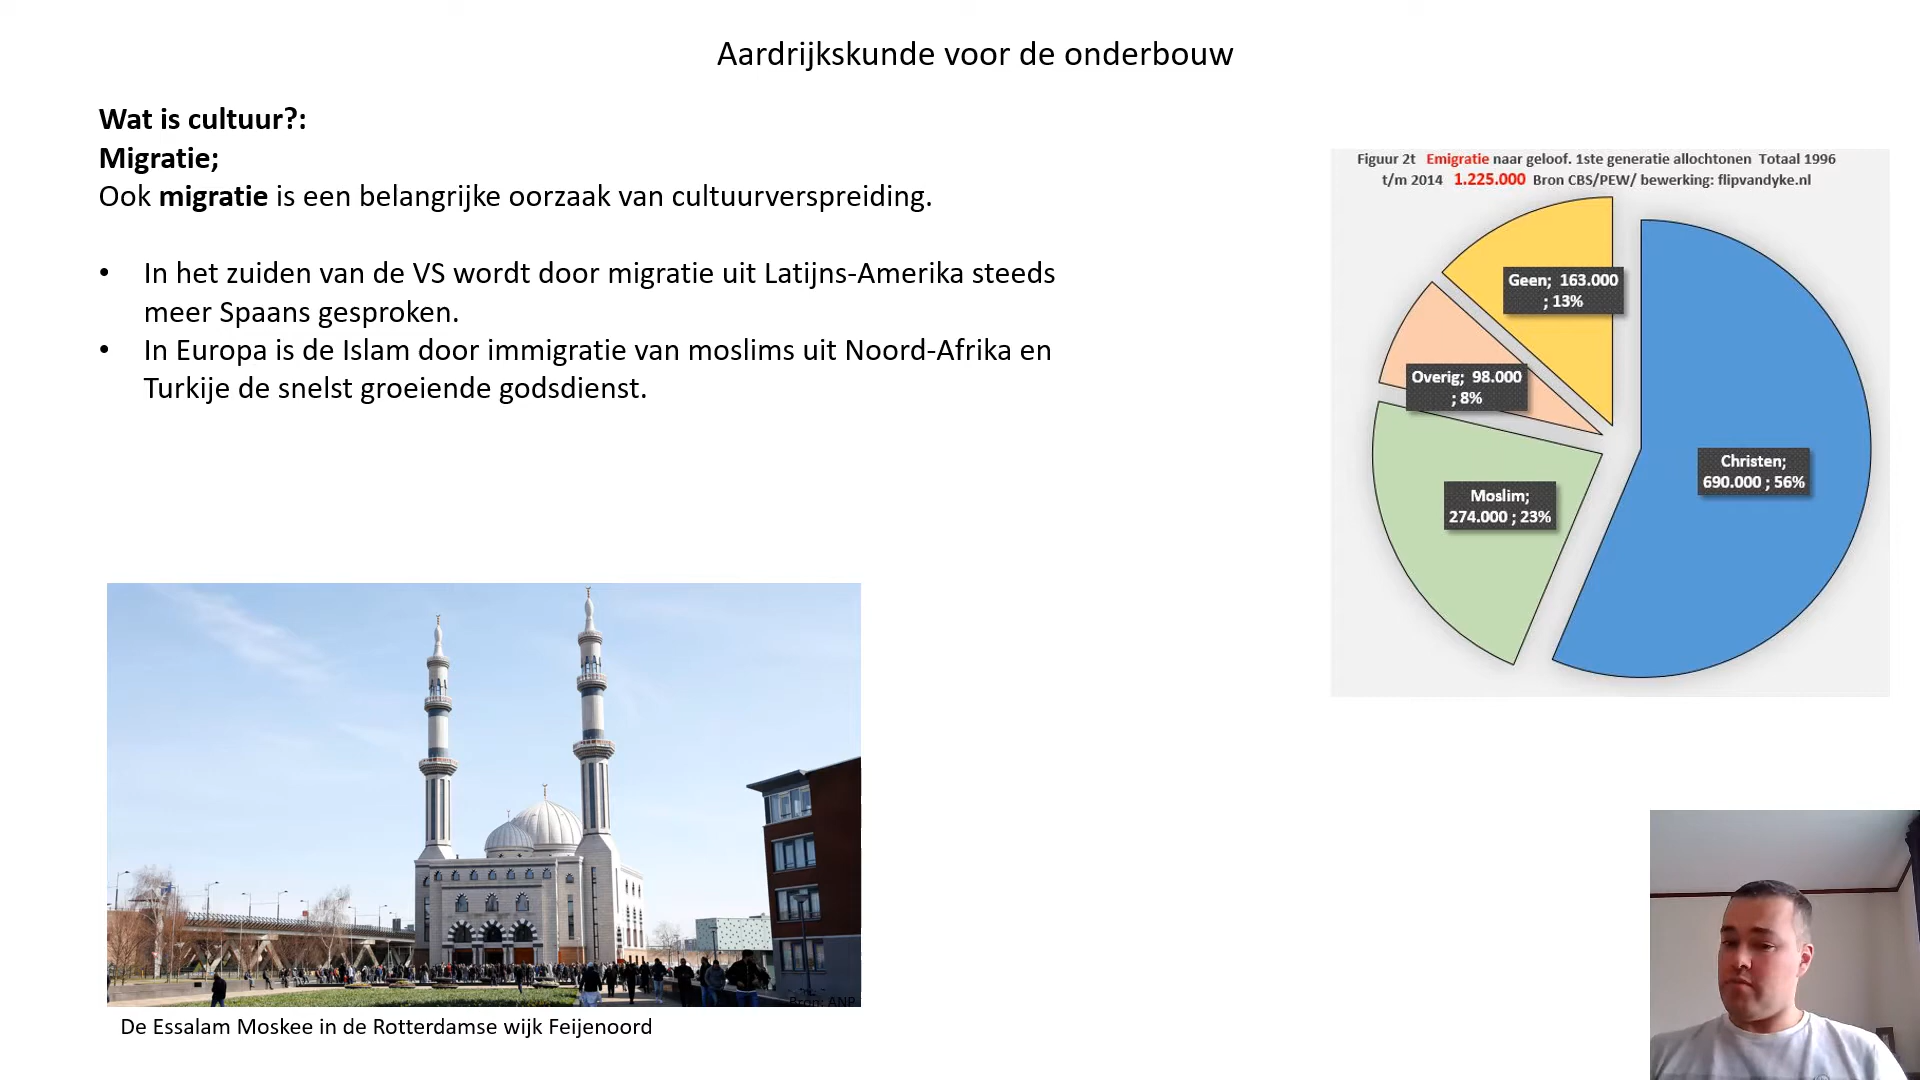 Aardrijkskunde voor de onderbouw
Wat is cultuur?:
Migratie;
Ook migratie is een belangrijke oorzaak van cultuurverspreiding.
• In het zuiden van de VS wordt door migratie uit Latijns-Amerika steeds
meer Spaans gesproken.
• In Europa is de Islam door immigratie van moslims uit Noord-Afrika en
Turkije de snelst groeiende godsdienst.
Figuur 2t Emigratie naar geloof. 1ste generatie allochtonen Totaal 1996
t/m 2014 1.225.000 Bron CBS/PEW/ bewerking: flipvandyke.nl
Geen; 163.000
; 13%
Overig; 98.000
; 8%
Christen;
690.000 ; 56%
Moslim;
274.000 ; 23%
Bron: ANP
De Essalam Moskee in de Rotterdamse wijk Feijenoord